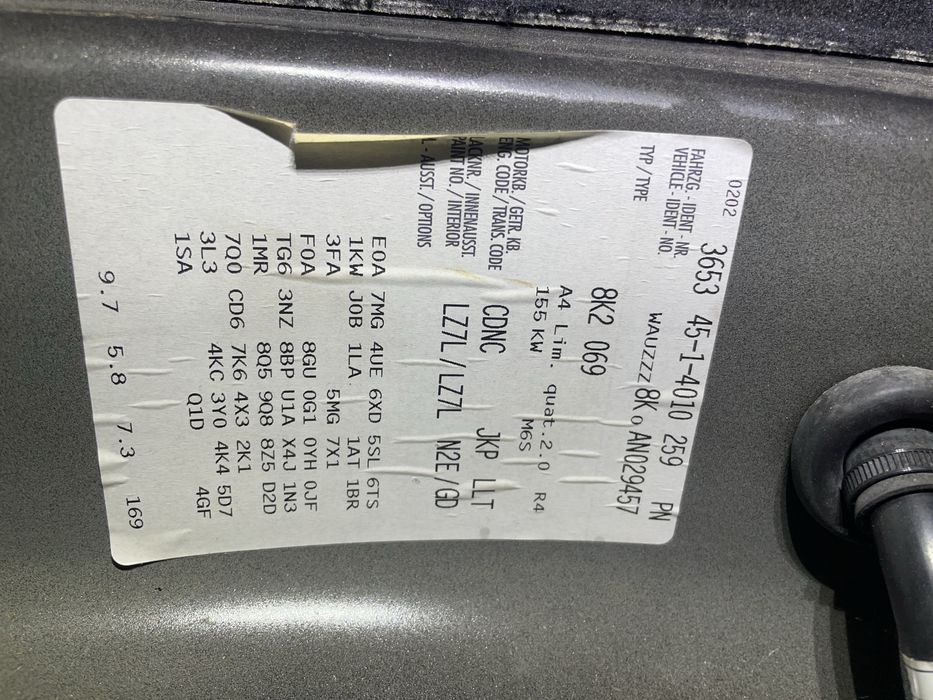 0202
FAHRZG.-IDENT-NR. 3653 45-1-4010 259 PN
VEHICLE-IDENT-NO. WAUZZZ8K0AN029457
TYP/TYPE 8K2 069
A4 Lim. quat.2.0 R4
155 KW M6S
MOTORKB./GETR.KB.
ENG. CODE/TRANS. CODE CDNC JKP LLT
LACKNR./INNENAUSST.
PAINT NO./INTERIOR LZ7L/LZ7L N2E/GD
- AUSST./OPTIONS
E0A 7MG 4UE 6XD 5SL 6TS
1KW J0B 1LA 1AT 1BR
3FA 5MG 7X1
F0A 8GU 0G1 0YH 0JF
TG6 3NZ 8BP U1A X4J 1N3
1MR 8Q5 9Q8 8Z5 D2D
7Q0 CD6 7K6 4X3 2K1
3L3 4KC 3Y0 4K4 5D7
1SA Q1D 4GF
9.7 5.8 7.3 169